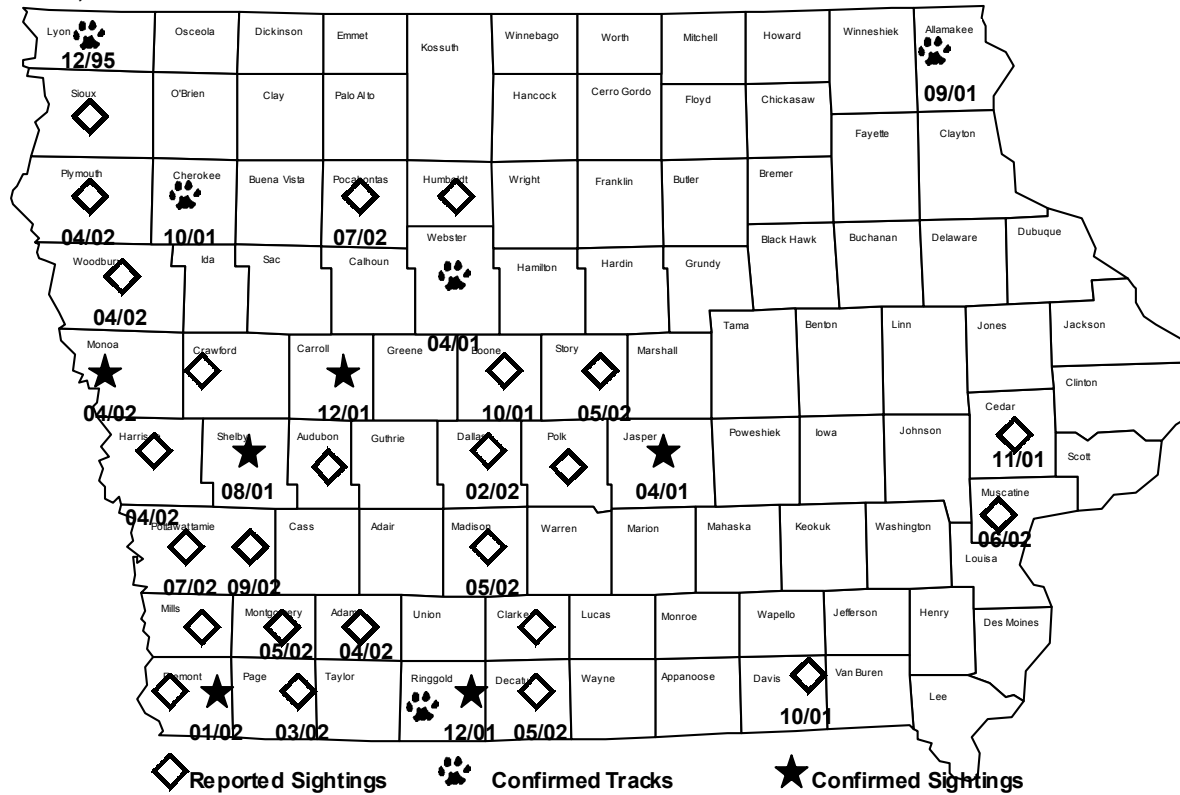 Lyon Osceola Dickinson Emmet Kossuth Winnebago Worth Mitchell Howard Winneshiek Allamakee
12/95 09/01
Sioux O'Brien Clay Palo Alto Hancock Cerro Gordo Floyd Chickasaw
Fayette Clayton
Plymouth Cherokee Buena Vista Pocahontas Humboldt Wright Franklin Butler Bremer
04/02 10/01 07/02
Webster Black Hawk Buchanan Delaware Dubuque
Woodbury Ida Sac Calhoun Hamilton Hardin Grundy
04/02 04/01
Tama Benton Linn Jones Jackson
Monoa Crawford Carroll Greene Boone Story Marshall
Clinton
04/02 12/01 10/01 05/02
Cedar
Harrison Shelby Audubon Guthrie Dallas Polk Jasper Poweshiek Iowa Johnson
11/01 Scott
08/01 02/02 04/01
Muscatine
04/02
Pottawattamie Cass Adair Madison Warren Marion Mahaska Keokuk Washington
06/02
Louisa
07/02 09/02 05/02
Mills Montgomery Adams Union Clarke Lucas Monroe Wapello Jefferson Henry Des Moines
05/02 04/02
Fremont Page Taylor Ringgold Decatur Wayne Appanoose Davis Van Buren
Lee
01/02 03/02 12/01 05/02 10/01
Reported Sightings Confirmed Tracks Confirmed Sightings